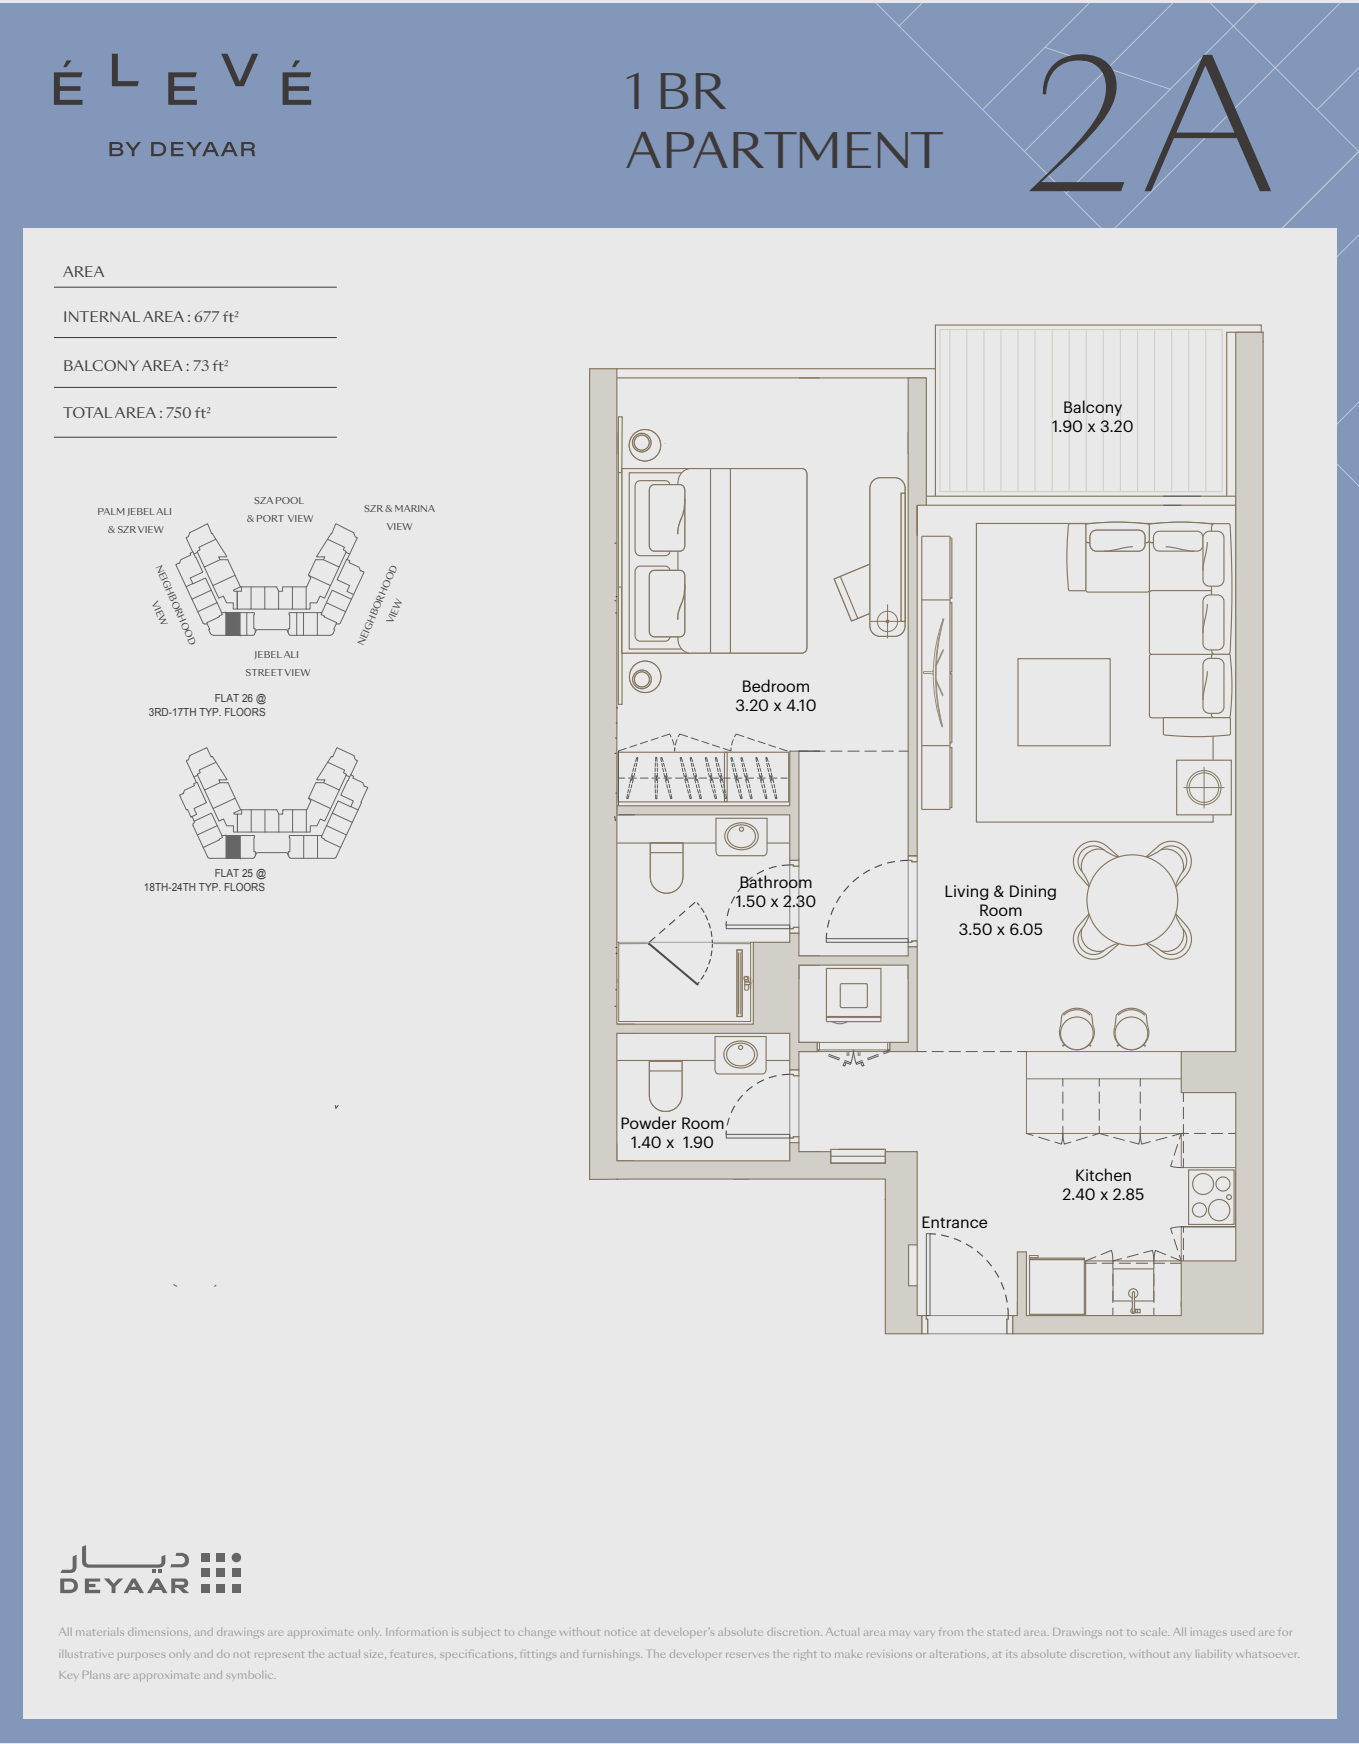 ÉLEVÉ
BY DEYAAR
1 BR
APARTMENT
2A
AREA
INTERNAL AREA : 677 ft²
BALCONY AREA : 73 ft²
TOTAL AREA : 750 ft²
PALM JEBEL ALI
& SZR VIEW
SZA POOL
& PORT VIEW
SZR & MARINA
VIEW
NEIGHBORHOOD
VIEW
NEIGHBORHOOD
VIEW
JEBEL ALI
STREET VIEW
FLAT 26 @
3RD-17TH TYP. FLOORS
FLAT 25 @
18TH-24TH TYP. FLOORS
Balcony
1.90 x 3.20
Bedroom
3.20 x 4.10
Bathroom
1.50 x 2.30
Living & Dining
Room
3.50 x 6.05
Powder Room
1.40 x 1.90
Kitchen
2.40 x 2.85
Entrance
ديار
DEYAAR
All materials dimensions, and drawings are approximate only. Information is subject to change without notice at developer's absolute discretion. Actual area may vary from the stated area. Drawings not to scale. All images used are for
illustrative purposes only and do not represent the actual size, features, specifications, fittings and furnishings. The developer reserves the right to make revisions or alterations, at its absolute discretion, without any liability whatsoever.
Key Plans are approximate and symbolic.